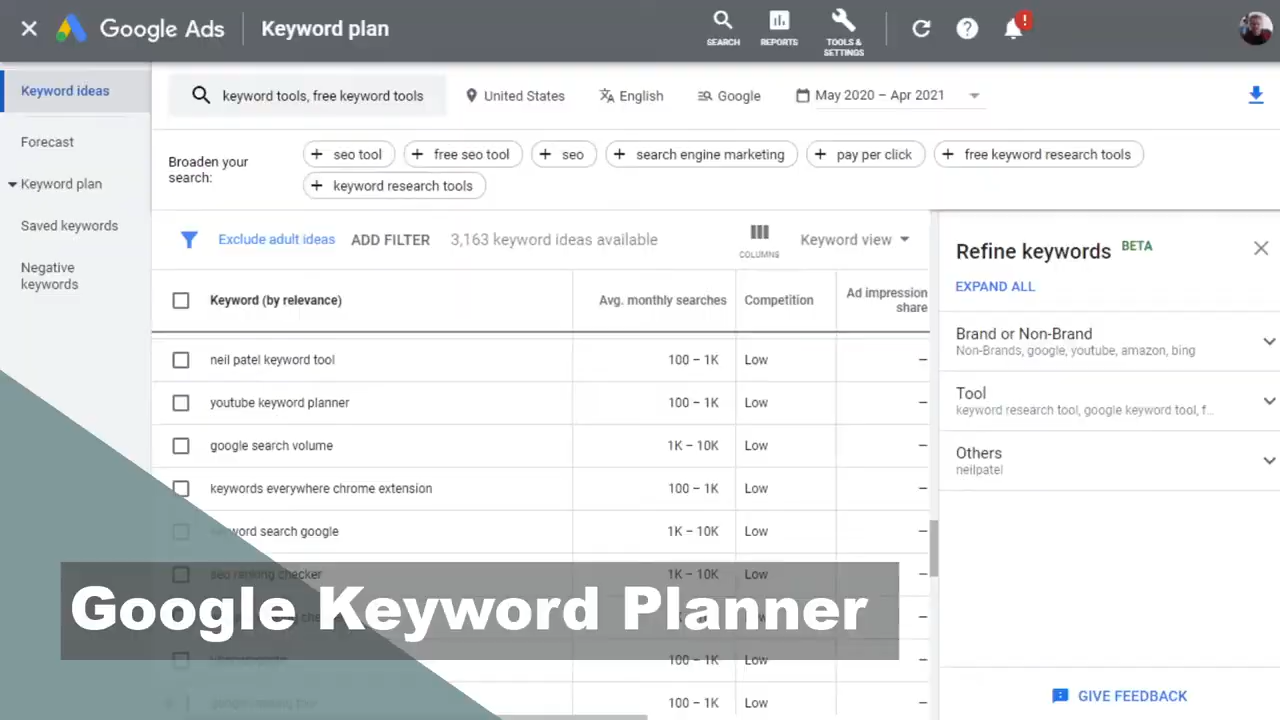 Google Ads
Keyword plan
SEARCH
REPORTS
TOOLS &
SETTINGS
!
Keyword ideas
Forecast
Keyword plan
Saved keywords
Negative
keywords
keyword tools, free keyword tools
United States
English
Google
May 2020 – Apr 2021
Broaden your
search:
+ seo tool
+ free seo tool
+ seo
+ search engine marketing
+ pay per click
+ free keyword research tools
+ keyword research tools
Exclude adult ideas
ADD FILTER
3,163 keyword ideas available
COLUMNS
Keyword view
Keyword (by relevance) Avg. monthly searches Competition Ad impression
share
neil patel keyword tool 100 – 1K Low –
youtube keyword planner 100 – 1K Low –
google search volume 1K – 10K Low –
keywords everywhere chrome extension 100 – 1K Low –
word search google 1K – 10K Low –
seo ranking checker 1K – 10K Low –
–
100 – 1K Low –
100 – 1K Low –
Google Keyword Planner
Refine keywords BETA
EXPAND ALL
Brand or Non-Brand
Non-Brands, google, youtube, amazon, bing
Tool
keyword research tool, google keyword tool, f...
Others
neilpatel
GIVE FEEDBACK